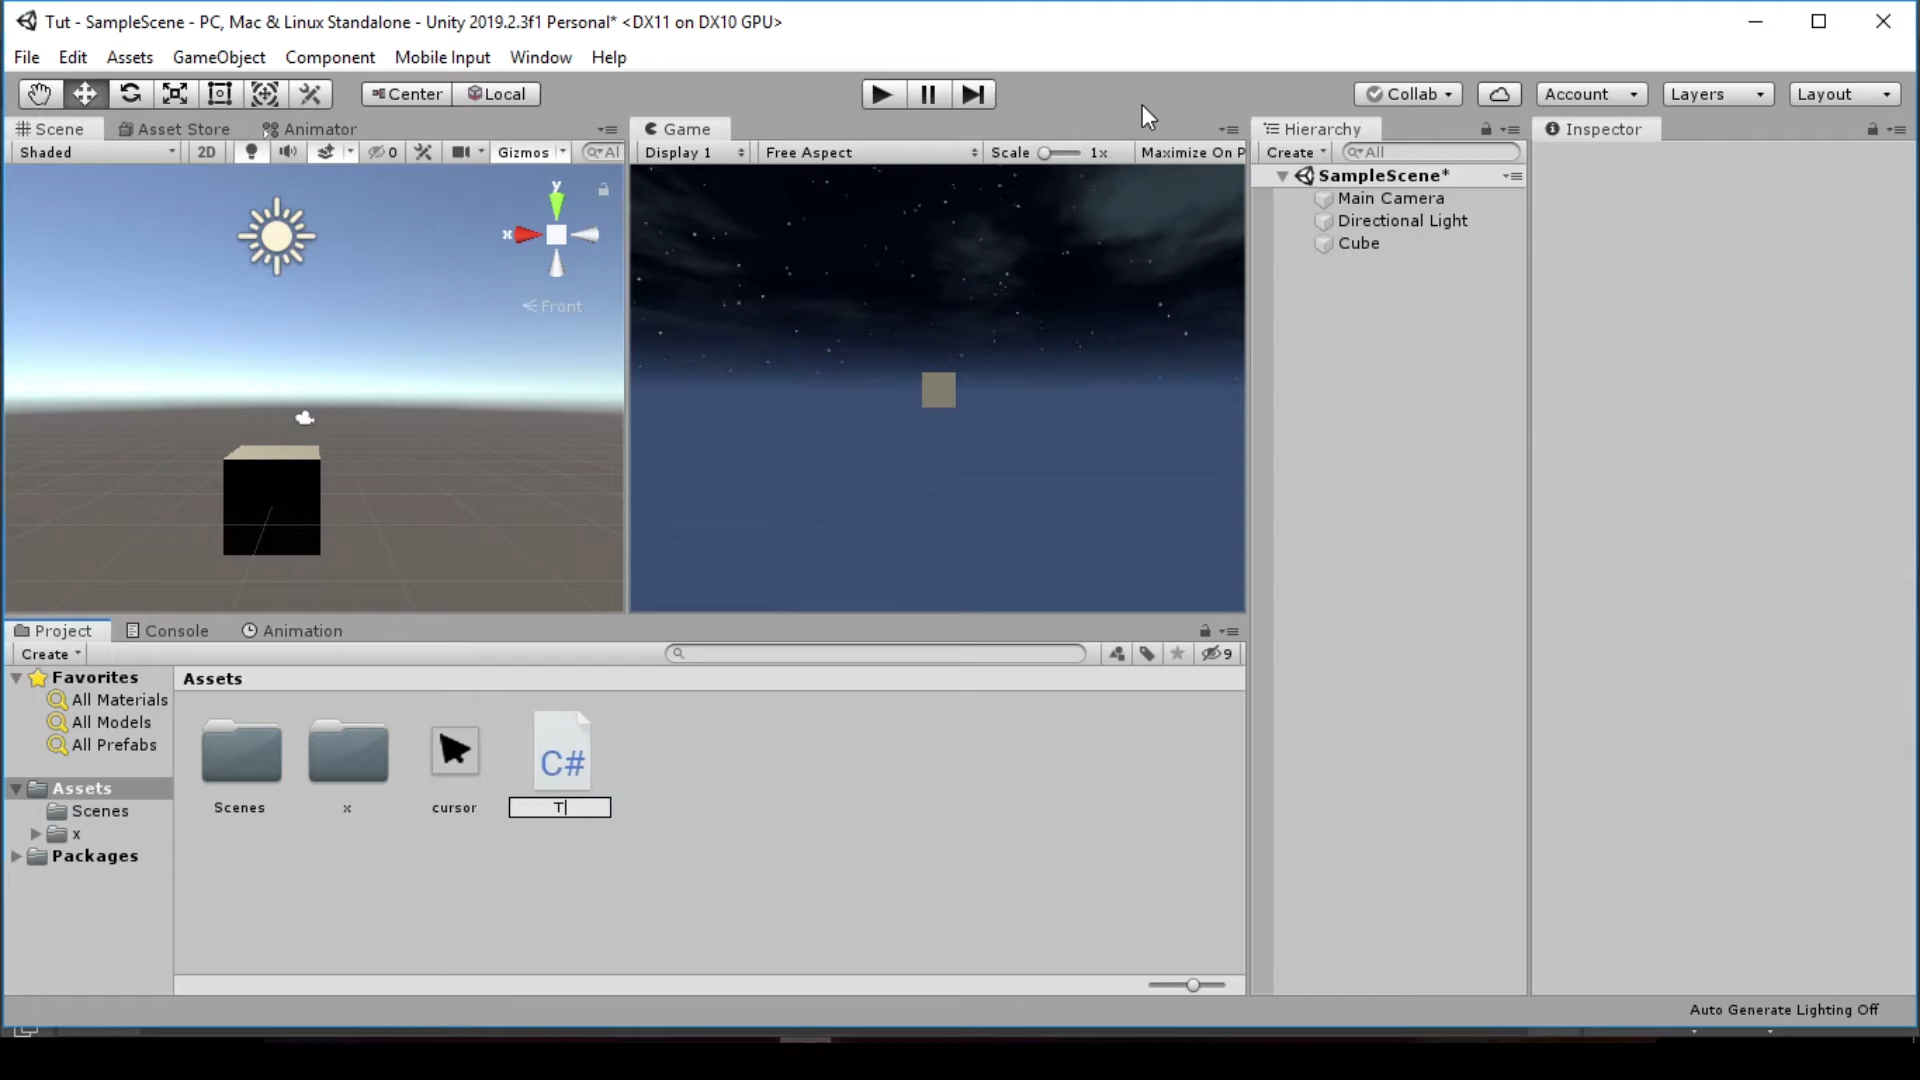 Tut - SampleScene - PC, Mac & Linux Standalone - Unity 2019.2.3f1 Personal* <DX11 on DX10 GPU>
File Edit Assets GameObject Component Mobile Input Window Help
Center Local Collab Account Layers Layout
Scene Asset Store Animator Game Hierarchy Inspector
Shaded 2D 0 Gizmos Al Display 1 Free Aspect Scale 1x Maximize On P Create All
SampleScene*
Main Camera
Directional Light
Cube
y
x
Front
Project Console Animation
Create 9
Favorites
All Materials
All Models
All Prefabs
Assets
Scenes
x
Packages
Assets
C#
Scenes x cursor T
Auto Generate Lighting Off